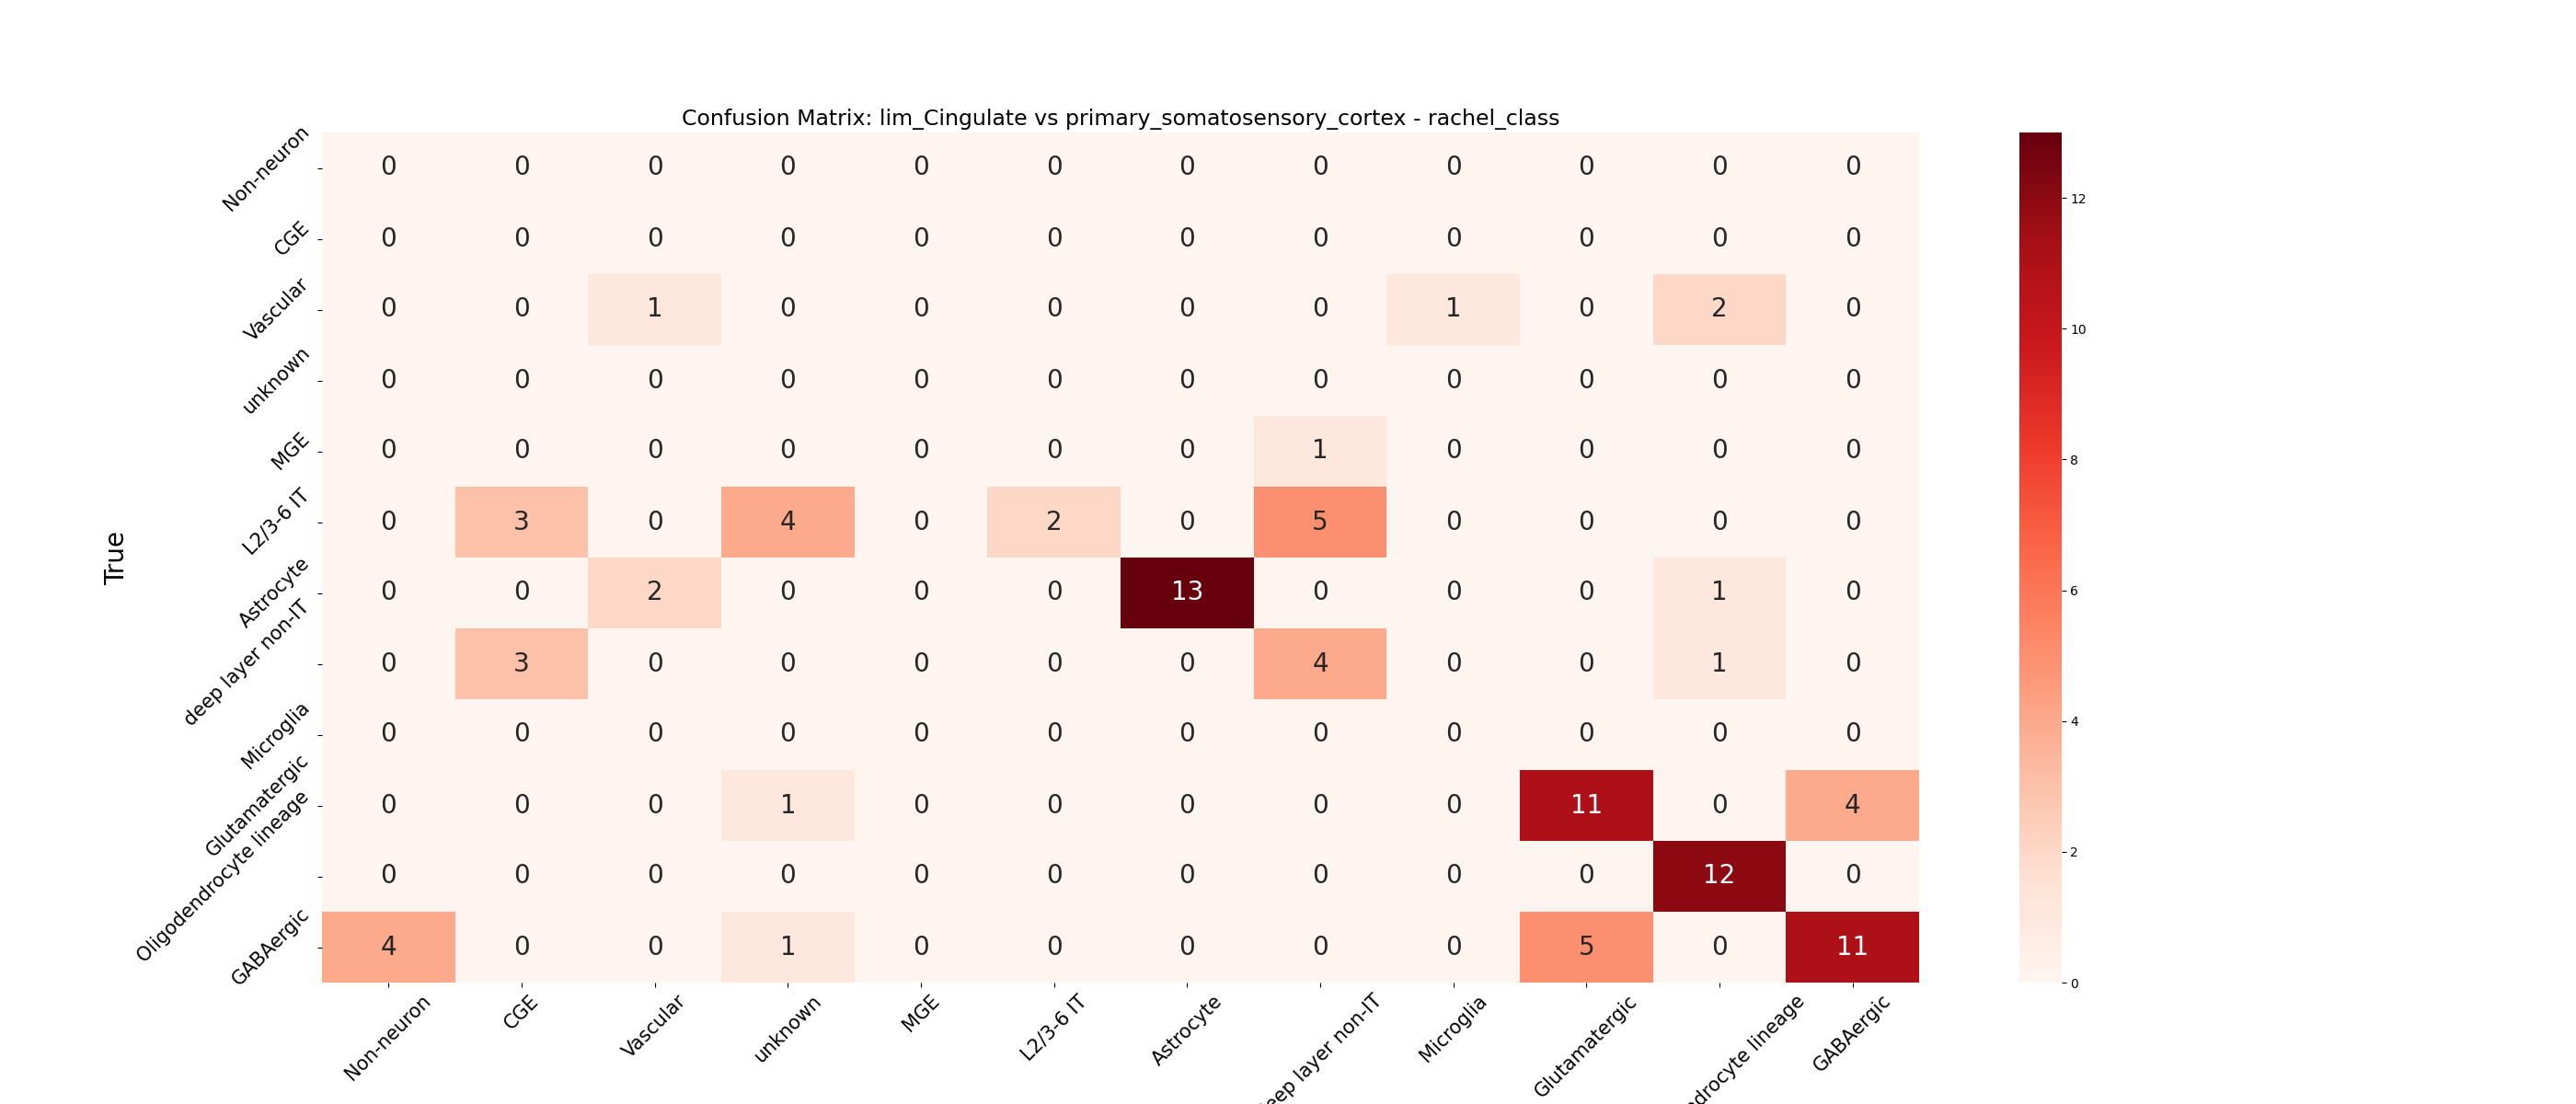 Confusion Matrix: lim_Cingulate vs primary_somatosensory_cortex - rachel_class
True
Non-neuron 0 0 0 0 0 0 0 0 0 0 0 0
CGE 0 0 0 0 0 0 0 0 0 0 0 0
Vascular 0 0 1 0 0 0 0 0 1 0 2 0
unknown 0 0 0 0 0 0 0 0 0 0 0 0
MGE 0 0 0 0 0 0 0 1 0 0 0 0
L2/3-6 IT 0 3 0 4 0 2 0 5 0 0 0 0
Astrocyte 0 0 2 0 0 0 13 0 0 0 1 0
deep layer non-IT 0 3 0 0 0 0 0 4 0 0 1 0
Microglia 0 0 0 0 0 0 0 0 0 0 0 0
Glutamatergic 0 0 0 1 0 0 0 0 0 11 0 4
Oligodendrocyte lineage 0 0 0 0 0 0 0 0 0 0 12 0
GABAergic 4 0 0 1 0 0 0 0 0 5 0 11
Non-neuron CGE Vascular unknown MGE L2/3-6 IT Astrocyte layer non-IT Microglia Glutamatergic lineage GABAergic
12
10
8
6
4
2
0